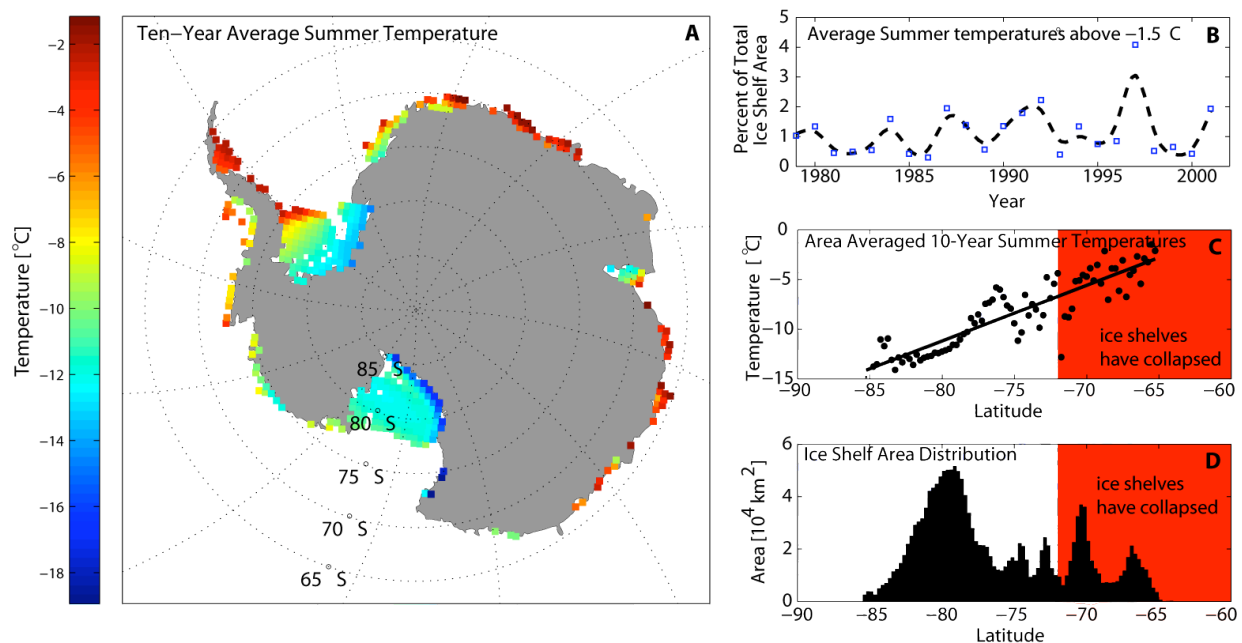 Ten−Year Average Summer Temperature
A
Temperature [°C]
−2
−4
−6
−8
−10
−12
−14
−16
−18
85 S
80 S
75 S
70 S
65 S
Average Summer temperatures above −1.5 °C
B
Percent of Total
Ice Shelf Area
5
4
3
2
1
0
1980
1985
1990
1995
2000
Year
Area Averaged 10-Year Summer Temperatures
C
Temperature [°C]
0
−5
−10
−15
ice shelves
have collapsed
−90
−85
−80
−75
−70
−65
−60
Latitude
Ice Shelf Area Distribution
D
Area [10⁴ km 2]
6
4
2
0
ice shelves
have collapsed
−90
−85
−80
−75
−70
−65
−60
Latitude